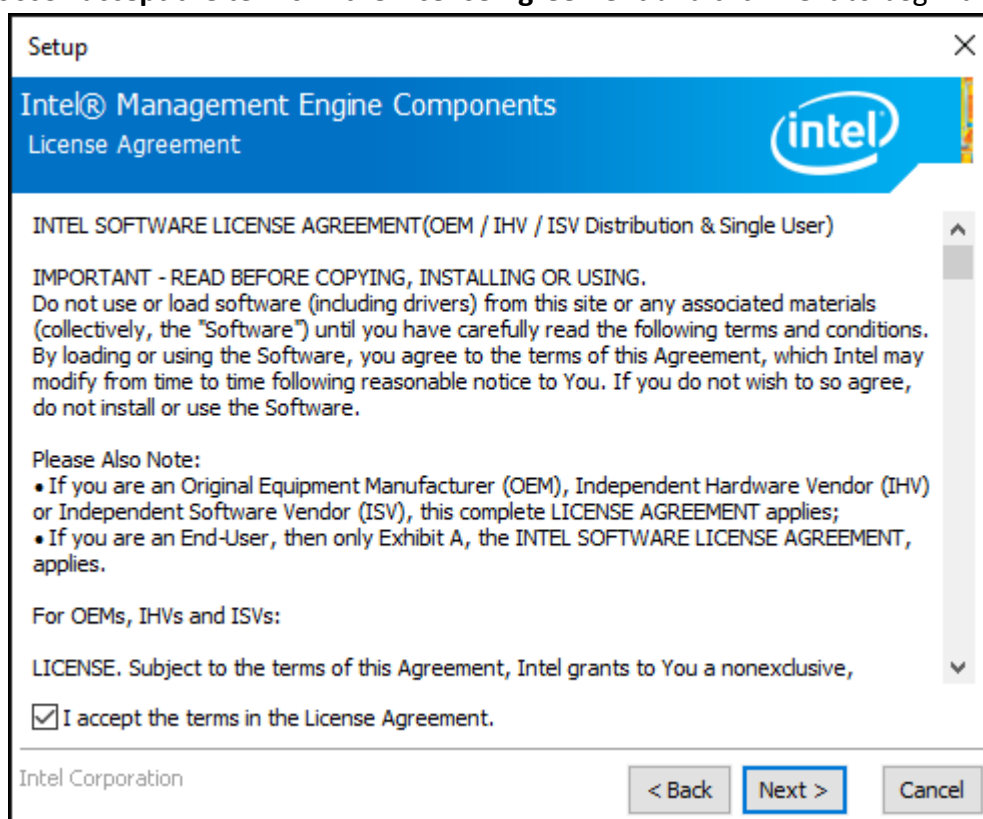 Setup
Intel® Management Engine Components
License Agreement
intel®
INTEL SOFTWARE LICENSE AGREEMENT(OEM / IHV / ISV Distribution & Single User)
IMPORTANT - READ BEFORE COPYING, INSTALLING OR USING.
Do not use or load software (including drivers) from this site or any associated materials
(collectively, the "Software") until you have carefully read the following terms and conditions.
By loading or using the Software, you agree to the terms of this Agreement, which Intel may
modify from time to time following reasonable notice to You. If you do not wish to so agree,
do not install or use the Software.
Please Also Note:
• If you are an Original Equipment Manufacturer (OEM), Independent Hardware Vendor (IHV)
or Independent Software Vendor (ISV), this complete LICENSE AGREEMENT applies;
• If you are an End-User, then only Exhibit A, the INTEL SOFTWARE LICENSE AGREEMENT,
applies.
For OEMs, IHVs and ISVs:
LICENSE. Subject to the terms of this Agreement, Intel grants to You a nonexclusive,
I accept the terms in the License Agreement.
Intel Corporation
< Back
Next >
Cancel